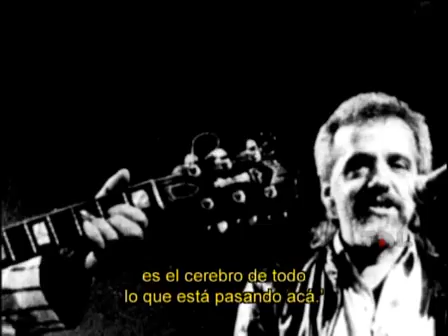 es el cerebro de todo
lo que está pasando acá.'